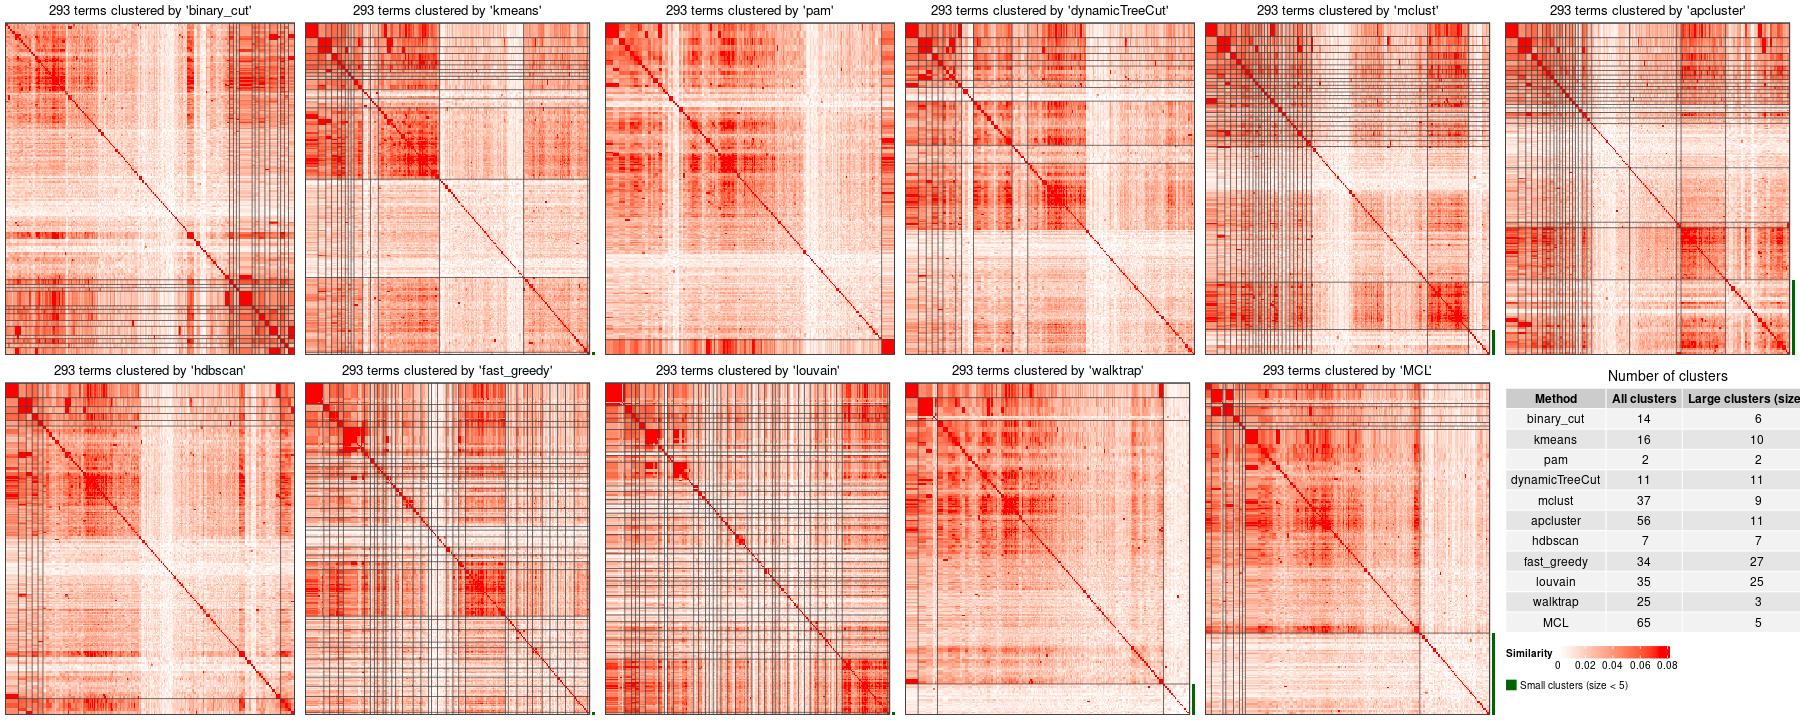 293 terms clustered by 'binary_cut'
293 terms clustered by 'kmeans'
293 terms clustered by 'pam'
293 terms clustered by 'dynamicTreeCut'
293 terms clustered by 'mclust'
293 terms clustered by 'apcluster'
293 terms clustered by 'hdbscan'
293 terms clustered by 'fast_greedy'
293 terms clustered by 'louvain'
293 terms clustered by 'walktrap'
293 terms clustered by 'MCL'
Number of clusters
Method All clusters Large clusters (size
binary_cut 14 6
kmeans 16 10
pam 2 2
dynamicTreeCut 11 11
mclust 37 9
apcluster 56 11
hdbscan 7 7
fast_greedy 34 27
louvain 35 25
walktrap 25 3
MCL 65 5
Similarity
0 0.02 0.04 0.06 0.08
Small clusters (size < 5)